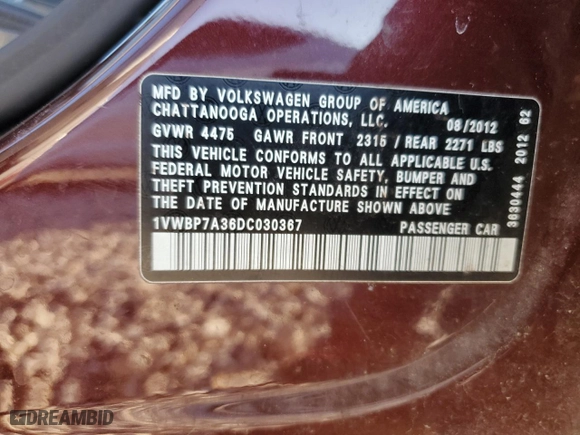 MFD BY VOLKSWAGEN GROUP OF AMERICA
CHATTANOOGA OPERATIONS, LLC. 08/2012
GVWR 4475 GAWR FRONT 2315 / REAR 2271 LBS
THIS VEHICLE CONFORMS TO ALL APPLICABLE U.S.
FEDERAL MOTOR VEHICLE SAFETY, BUMPER AND
THEFT PREVENTION STANDARDS IN EFFECT ON
THE DATE OF MANUFACTURE SHOWN ABOVE
1VWBP7A36DC030367 PASSENGER CAR
3630444 2012 62
DREAMBID